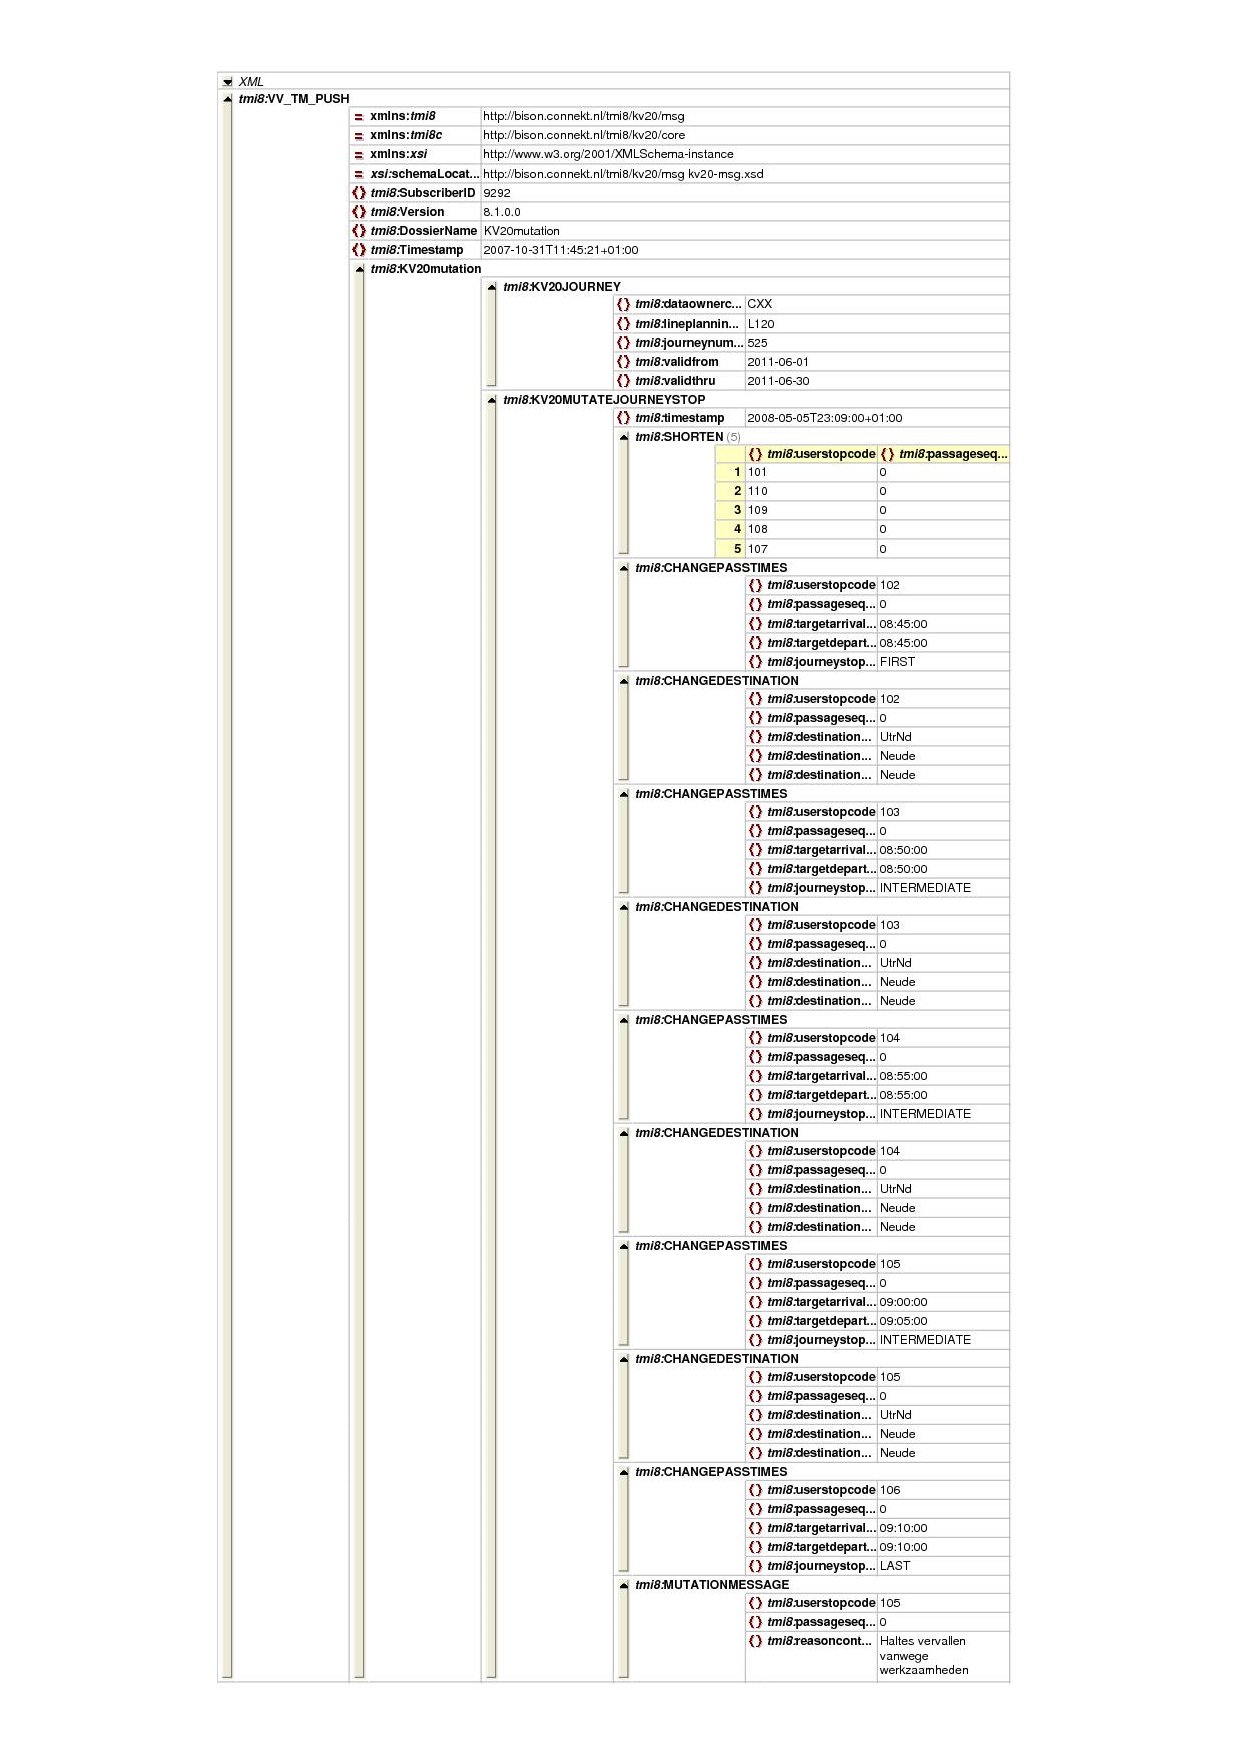 XML
tmi8:VV_TM_PUSH
xmlns:tmi8 http://bison.connekt.nl/tmi8/kv20/msg
xmlns:tmi8c http://bison.connekt.nl/tmi8/kv20/core
xmlns:xsi http://www.w3.org/2001/XMLSchema-instance
xsi:schemaLocat... http://bison.connekt.nl/tmi8/kv20/msg kv20-msg.xsd
tmi8:SubscriberID 9292
tmi8:Version 8.1.0.0
tmi8:DossierName KV20mutation
tmi8:Timestamp 2007-10-31T11:45:21+01:00
tmi8:KV20mutation
tmi8:KV20JOURNEY
tmi8:dataownerc... CXX
tmi8:lineplannin... L120
tmi8:journeynum... 525
tmi8:validfrom 2011-06-01
tmi8:validthru 2011-06-30
tmi8:KV20MUTATEJOURNEYSTOP
tmi8:timestamp 2008-05-05T23:09:00+01:00
tmi8:SHORTEN (5)
tmi8:userstopcode tmi8:passageseq...
1 101 0
2 110 0
3 109 0
4 108 0
5 107 0
tmi8:CHANGEPASSTIMES
tmi8:userstopcode 102
tmi8:passageseq... 0
tmi8:targetarrival... 08:45:00
tmi8:targetdepart... 08:45:00
tmi8:journeystop... FIRST
tmi8:CHANGEDESTINATION
tmi8:userstopcode 102
tmi8:passageseq... 0
tmi8:destination... UtrNd
tmi8:destination... Neude
tmi8:destination... Neude
tmi8:CHANGEPASSTIMES
tmi8:userstopcode 103
tmi8:passageseq... 0
tmi8:targetarrival... 08:50:00
tmi8:targetdepart... 08:50:00
tmi8:journeystop... INTERMEDIATE
tmi8:CHANGEDESTINATION
tmi8:userstopcode 103
tmi8:passageseq... 0
tmi8:destination... UtrNd
tmi8:destination... Neude
tmi8:destination... Neude
tmi8:CHANGEPASSTIMES
tmi8:userstopcode 104
tmi8:passageseq... 0
tmi8:targetarrival... 08:55:00
tmi8:targetdepart... 08:55:00
tmi8:journeystop... INTERMEDIATE
tmi8:CHANGEDESTINATION
tmi8:userstopcode 104
tmi8:passageseq... 0
tmi8:destination... UtrNd
tmi8:destination... Neude
tmi8:destination... Neude
tmi8:CHANGEPASSTIMES
tmi8:userstopcode 105
tmi8:passageseq... 0
tmi8:targetarrival... 09:00:00
tmi8:targetdepart... 09:05:00
tmi8:journeystop... INTERMEDIATE
tmi8:CHANGEDESTINATION
tmi8:userstopcode 105
tmi8:passageseq... 0
tmi8:destination... UtrNd
tmi8:destination... Neude
tmi8:destination... Neude
tmi8:CHANGEPASSTIMES
tmi8:userstopcode 106
tmi8:passageseq... 0
tmi8:targetarrival... 09:10:00
tmi8:targetdepart... 09:10:00
tmi8:journeystop... LAST
tmi8:MUTATIONMESSAGE
tmi8:userstopcode 105
tmi8:passageseq... 0
tmi8:reasoncont... Haltes vervallen
vanwege
werkzaamheden